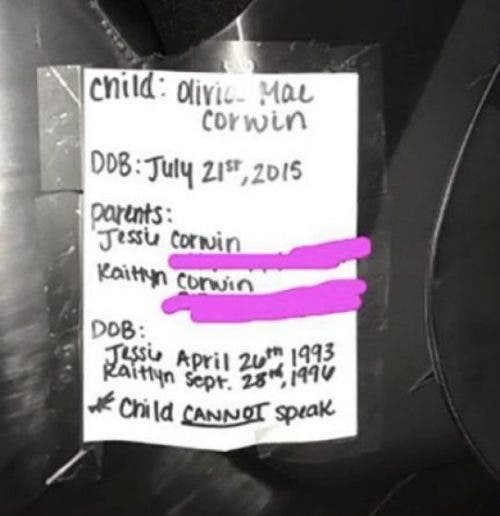 child: Olivia Mae
Corwin
DOB: July 21st, 2015
parents:
Jessie Corwin
Kaitlyn Corwin
DOB:
Jessie April 26th 1993
Kaitlyn Sept. 28th, 1996
* Child CANNOT speak